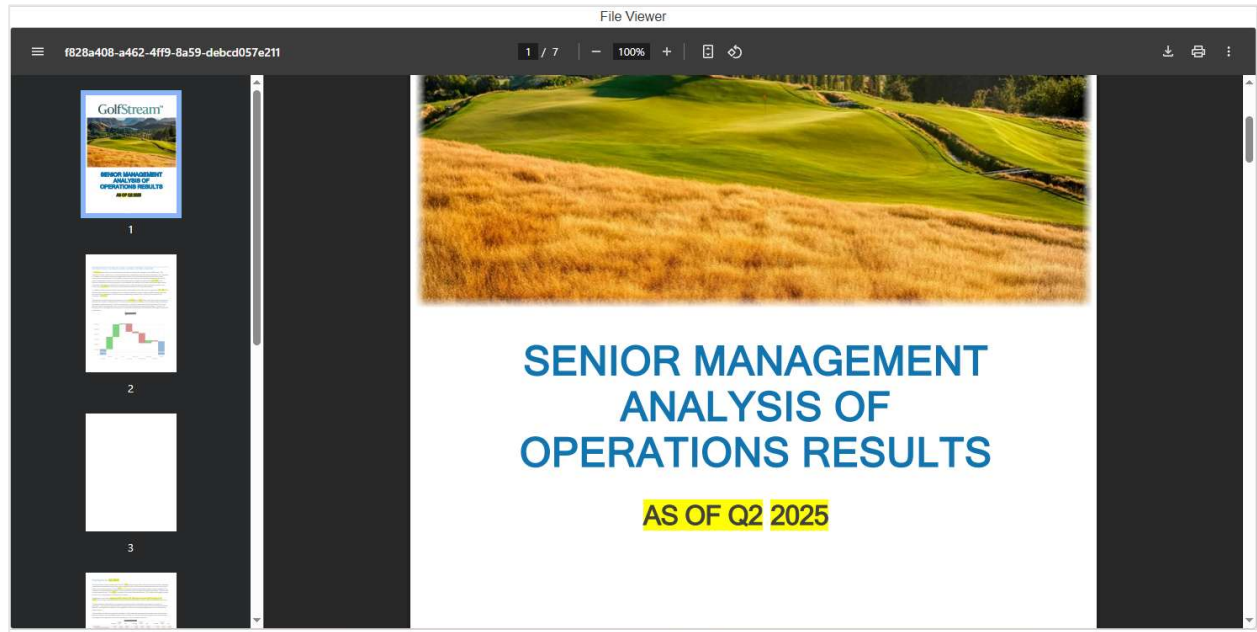 File Viewer
f828a408-a462-4ff9-8a59-debcd057e211
1 / 7
100%
GolfStream™
SENIOR MANAGEMENT
ANALYSIS OF
OPERATIONS RESULTS
AS OF Q2 2025
1
2
3
SENIOR MANAGEMENT
ANALYSIS OF
OPERATIONS RESULTS
AS OF Q2 2025